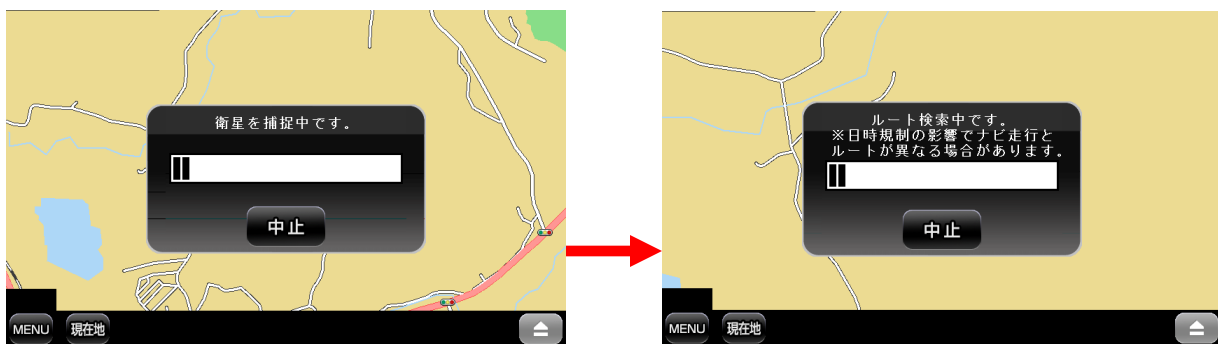 衛星を捕捉中です。
中止
MENU
現在地
ルート検索中です。
※日時規制の影響でナビ走行と
ルートが異なる場合があります。
中止
MENU
現在地